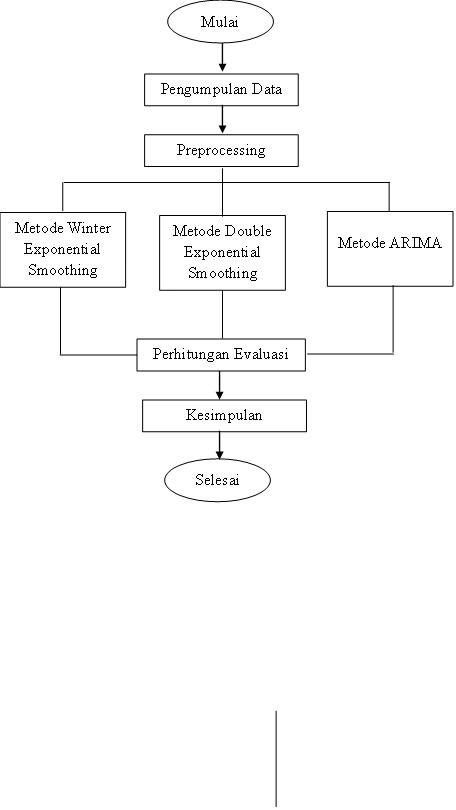 Mulai
Pengumpulan Data
Preprocessing
Metode Winter
Exponential
Smoothing
Metode Double
Exponential
Smoothing
Metode ARIMA
Perhitungan Evaluasi
Kesimpulan
Selesai